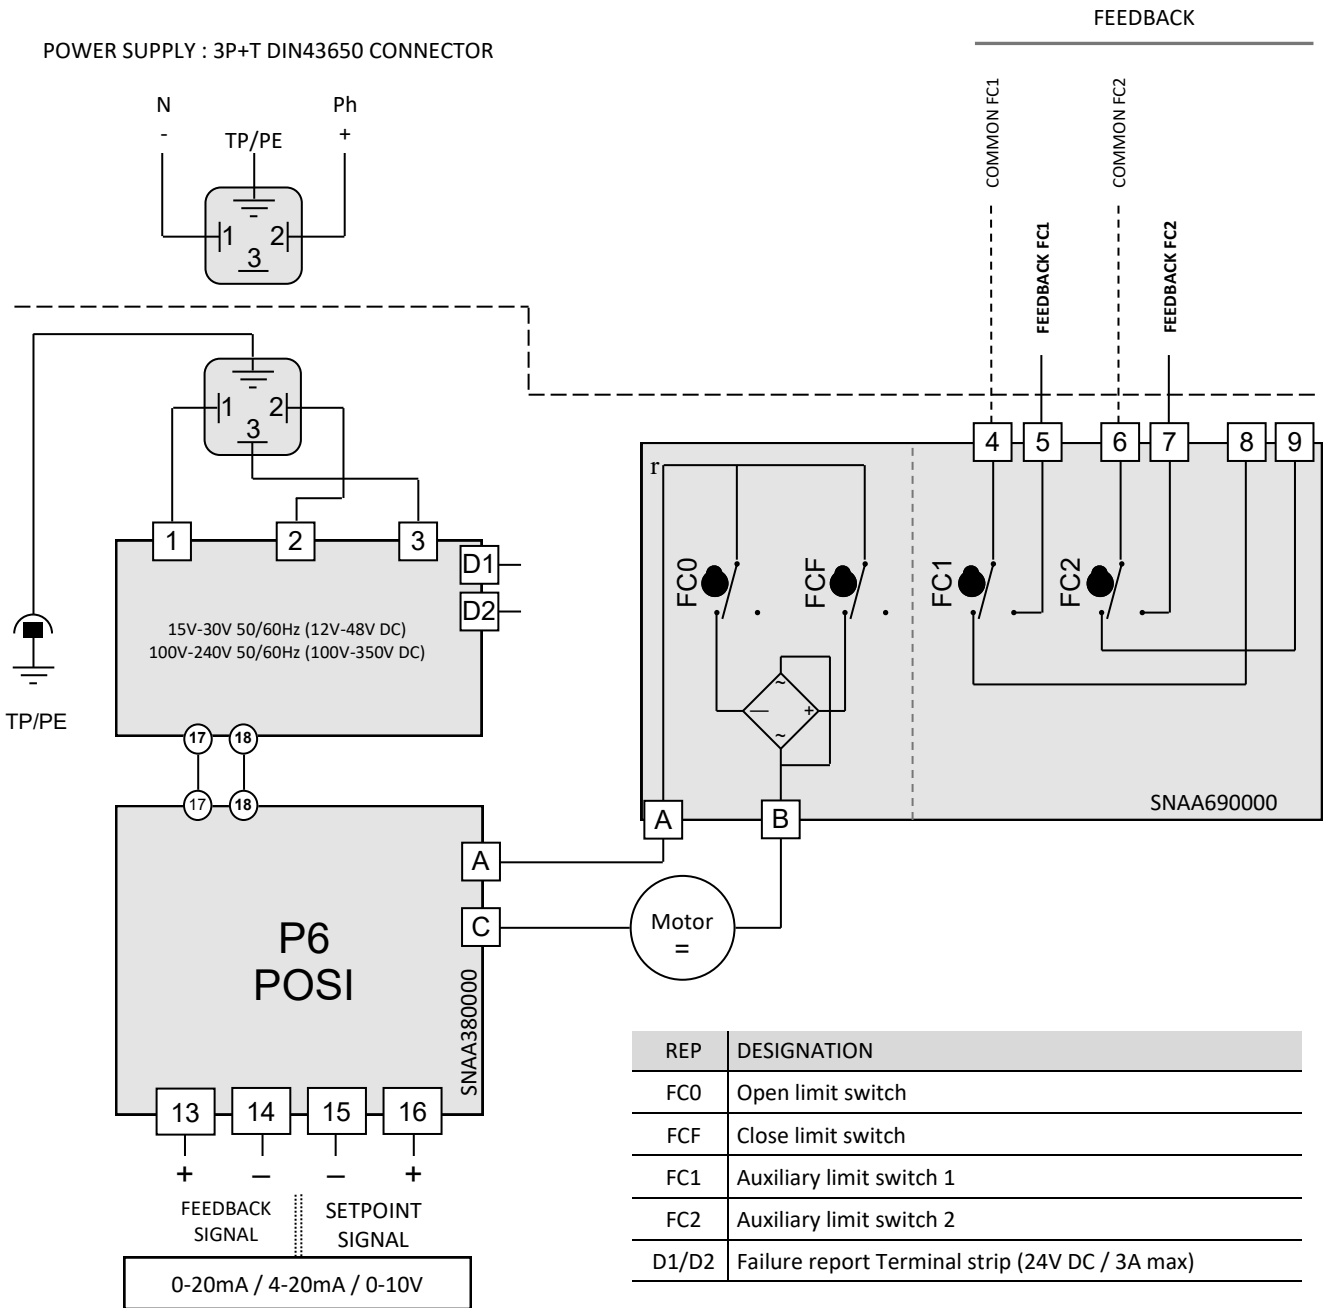 FEEDBACK
POWER SUPPLY : 3P+T DIN43650 CONNECTOR
N
-
TP/PE
Ph
+
1
2
3
COMMON FC1
FEEDBACK FC1
COMMON FC2
FEEDBACK FC2
1
2
3
4
5
6
7
8
9
1
2
3
D1
D2
15V-30V 50/60Hz (12V-48V DC)
100V-240V 50/60Hz (100V-350V DC)
TP/PE
r
FC0
FCF
FC1
FC2
~
—
+
~
SNAA690000
17
18
17
18
A
B
A
C
Motor
=
P6
POSI
SNAA380000
13
14
15
16
+
–
–
+
FEEDBACK
SIGNAL
SETPOINT
SIGNAL
0-20mA / 4-20mA / 0-10V
REP DESIGNATION
FC0 Open limit switch
FCF Close limit switch
FC1 Auxiliary limit switch 1
FC2 Auxiliary limit switch 2
D1/D2 Failure report Terminal strip (24V DC / 3A max)